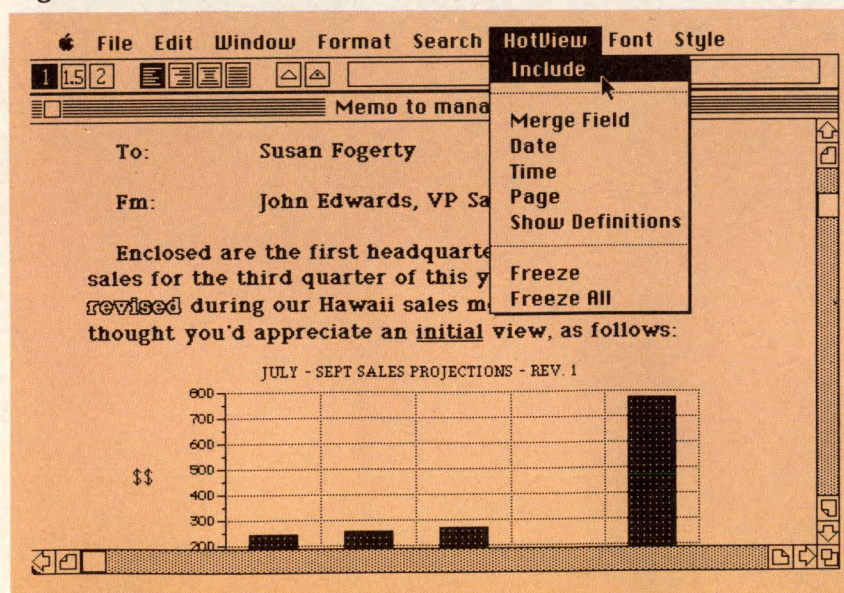 File Edit Window Format Search HotView Font Style
1 1.5 2
Include
Memo to mana
Merge Field
Date
Time
Page
Show Definitions
Freeze
Freeze All
To: Susan Fogerty
Fm: John Edwards, VP Sa
Enclosed are the first headquarte
sales for the third quarter of this y
revised during our Hawaii sales me
thought you'd appreciate an initial view, as follows:
JULY - SEPT SALES PROJECTIONS - REV. 1
800
700
600
$$ 500
400
300
200